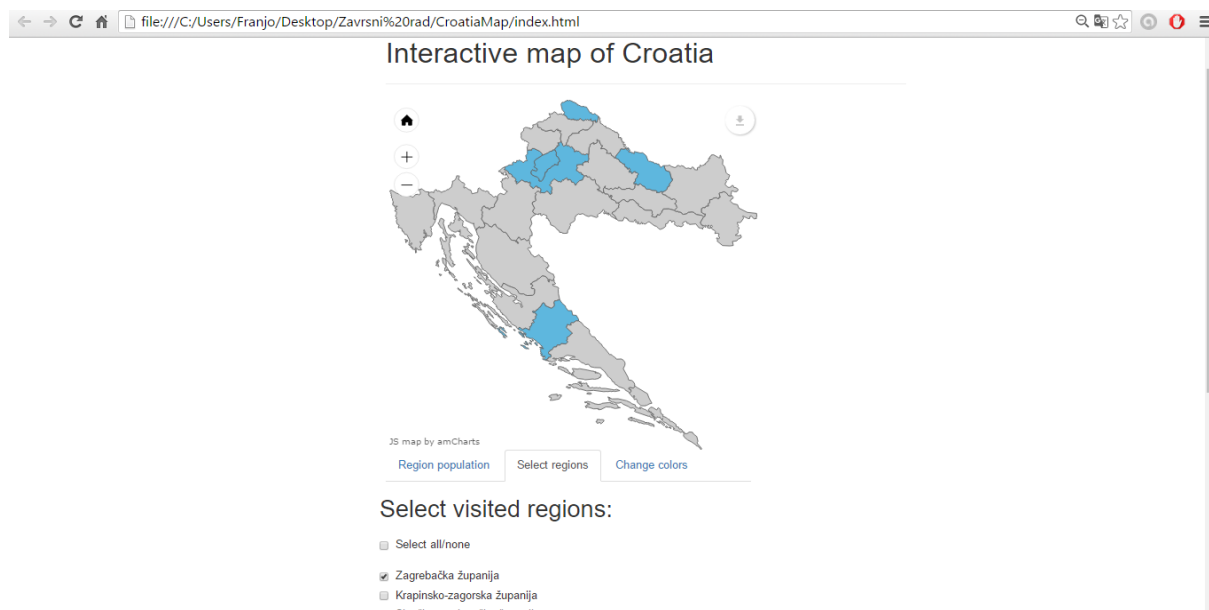 file:///C:/Users/Franjo/Desktop/Zavrsni%20rad/CroatiaMap/index.html
Interactive map of Croatia
JS map by amCharts
Region population Select regions Change colors
Select visited regions:
Select all/none
Zagrebačka županija
Krapinsko-zagorska županija